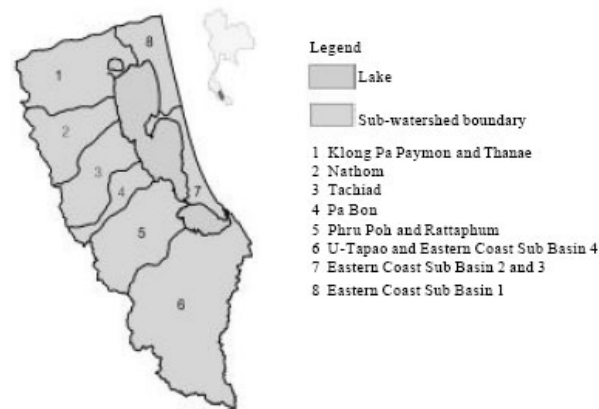 8
1
2
3
4
7
5
6
Legend
Lake
Sub-watershed boundary
1 Klong Pa Paymon and Thanae
2 Nathom
3 Tachiad
4 Pa Bon
5 Phru Poh and Rattaphum
6 U-Tapao and Eastern Coast Sub Basin 4
7 Eastern Coast Sub Basin 2 and 3
8 Eastern Coast Sub Basin 1